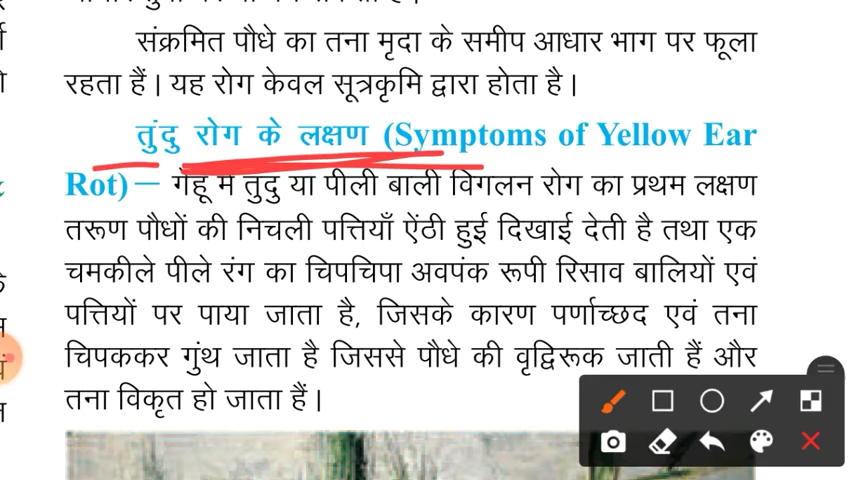 संक्रमित पौधे का तना मृदा के समीप आधार भाग पर फूला
रहता हैं। यह रोग केवल सूत्रकृमि द्वारा होता है।
तुंदु रोग के लक्षण (Symptoms of Yellow Ear
Rot)— गेहूँ में तुंदु या पीली बाली विगलन रोग का प्रथम लक्षण
तरूण पौधों की निचली पत्तियाँ ऐंठी हुई दिखाई देती है तथा एक
चमकीले पीले रंग का चिपचिपा अवपंक रूपी रिसाव बालियों एवं
पत्तियों पर पाया जाता है, जिसके कारण पर्णाच्छद एवं तना
चिपककर गुंथ जाता है जिससे पौधे की वृद्विरूक जाती हैं और
तना विकृत हो जाता हैं।